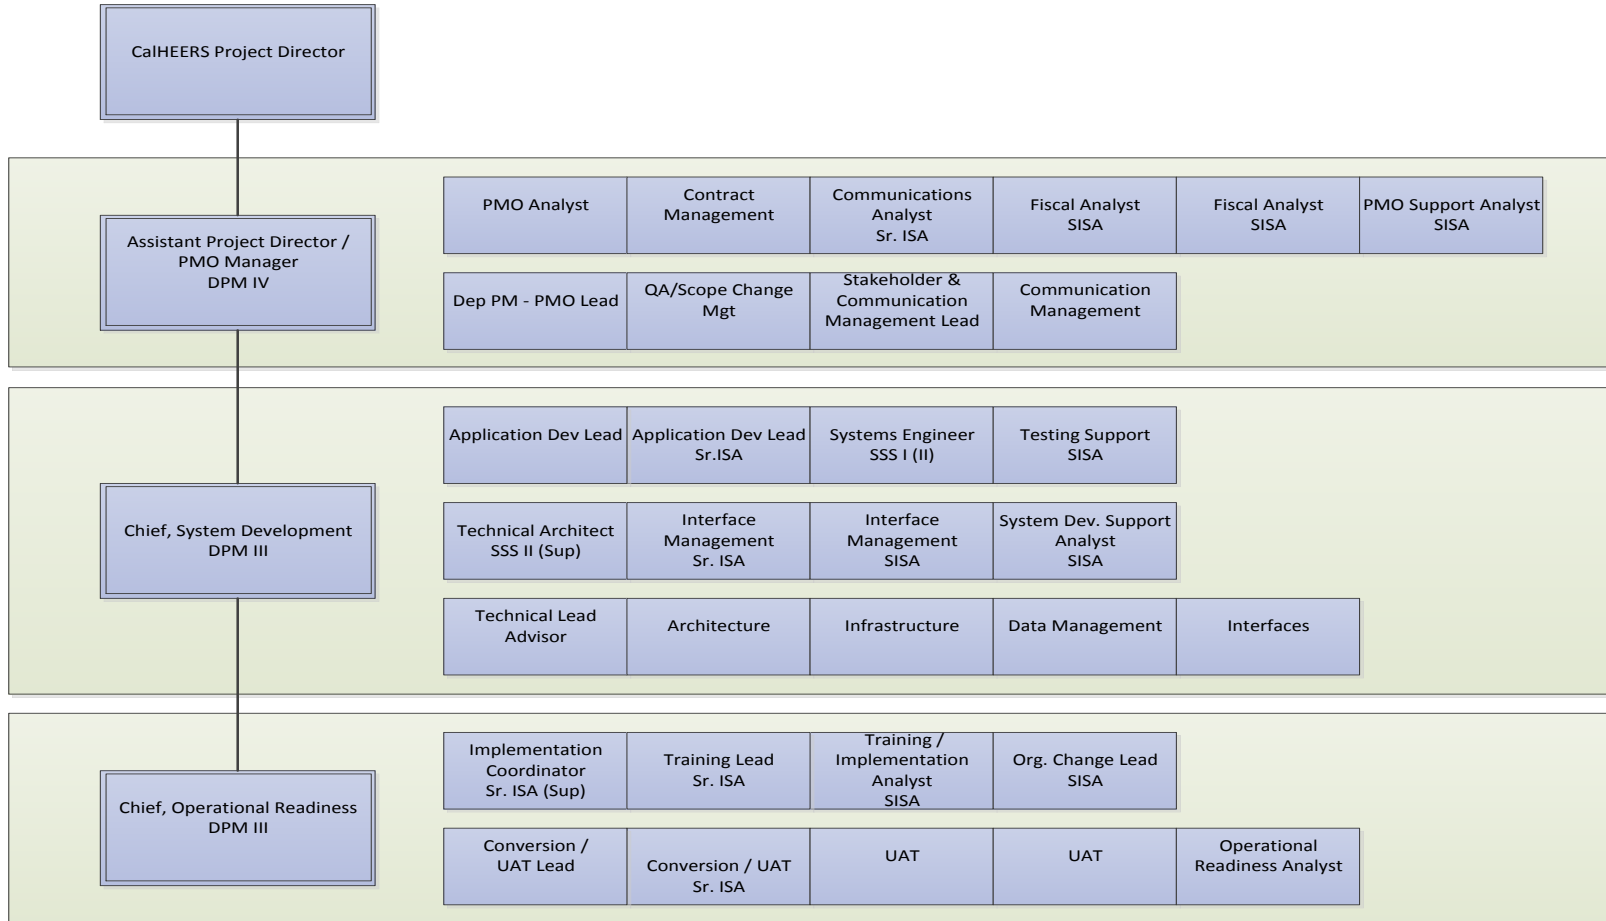 CalHEERS Project Director
Assistant Project Director /
PMO Manager
DPM IV
PMO Analyst
Contract
Management
Communications
Analyst
Sr. ISA
Fiscal Analyst
SISA
Fiscal Analyst
SISA
PMO Support Analyst
SISA
Dep PM - PMO Lead
QA/Scope Change
Mgt
Stakeholder &
Communication
Management Lead
Communication
Management
Chief, System Development
DPM III
Application Dev Lead
Application Dev Lead
Sr.ISA
Systems Engineer
SSS I (II)
Testing Support
SISA
Technical Architect
SSS II (Sup)
Interface
Management
Sr. ISA
Interface
Management
SISA
System Dev. Support
Analyst
SISA
Technical Lead
Advisor
Architecture
Infrastructure
Data Management
Interfaces
Chief, Operational Readiness
DPM III
Implementation
Coordinator
Sr. ISA (Sup)
Training Lead
Sr. ISA
Training /
Implementation
Analyst
SISA
Org. Change Lead
SISA
Conversion /
UAT Lead
Conversion / UAT
Sr. ISA
UAT
UAT
Operational
Readiness Analyst